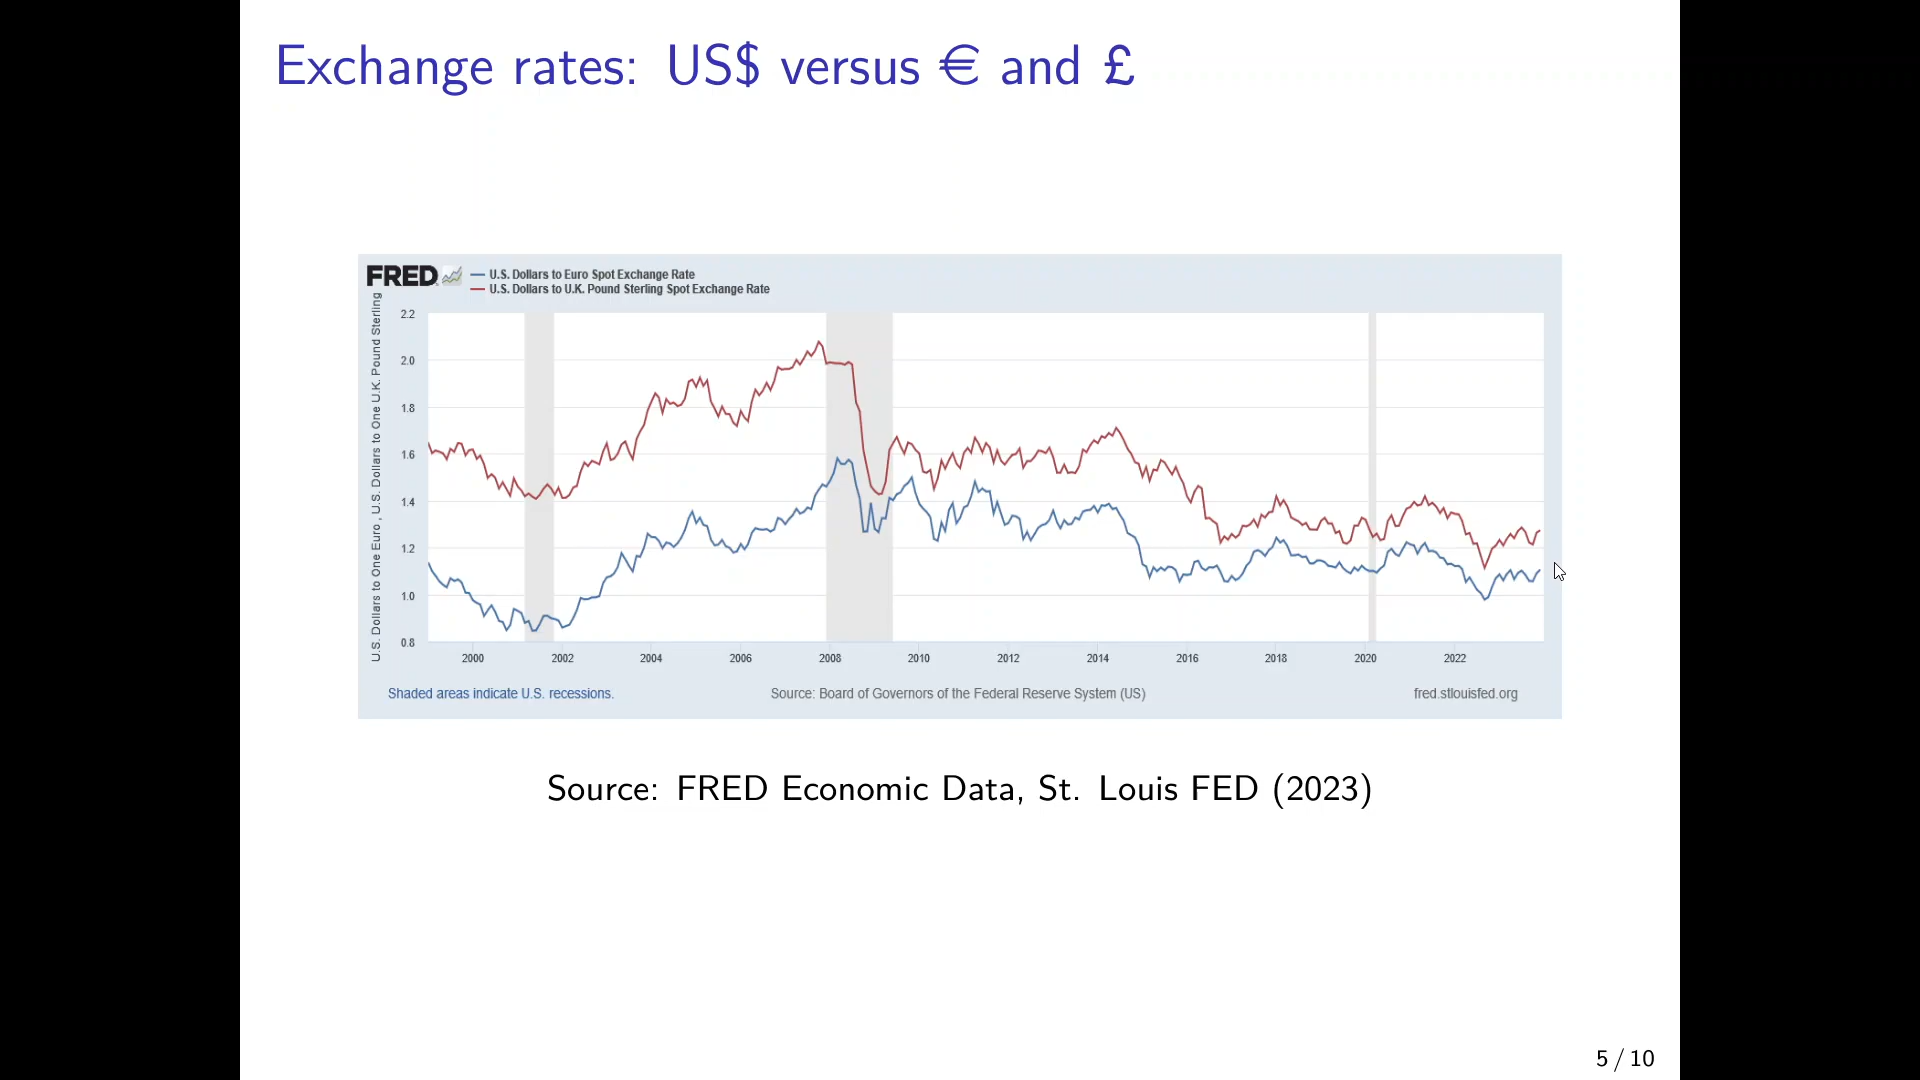 Exchange rates: US$ versus € and £
FRED
U.S. Dollars to Euro Spot Exchange Rate
U.S. Dollars to U.K. Pound Sterling Spot Exchange Rate
U.S. Dollars to One Euro , U.S. Dollars to One U.K. Pound Sterling
2.2
2.0
1.8
1.6
1.4
1.2
1.0
0.8
2000 2002 2004 2006 2008 2010 2012 2014 2016 2018 2020 2022
Shaded areas indicate U.S. recessions. Source: Board of Governors of the Federal Reserve System (US) fred.stlouisfed.org
Source: FRED Economic Data, St. Louis FED (2023)
5 / 10